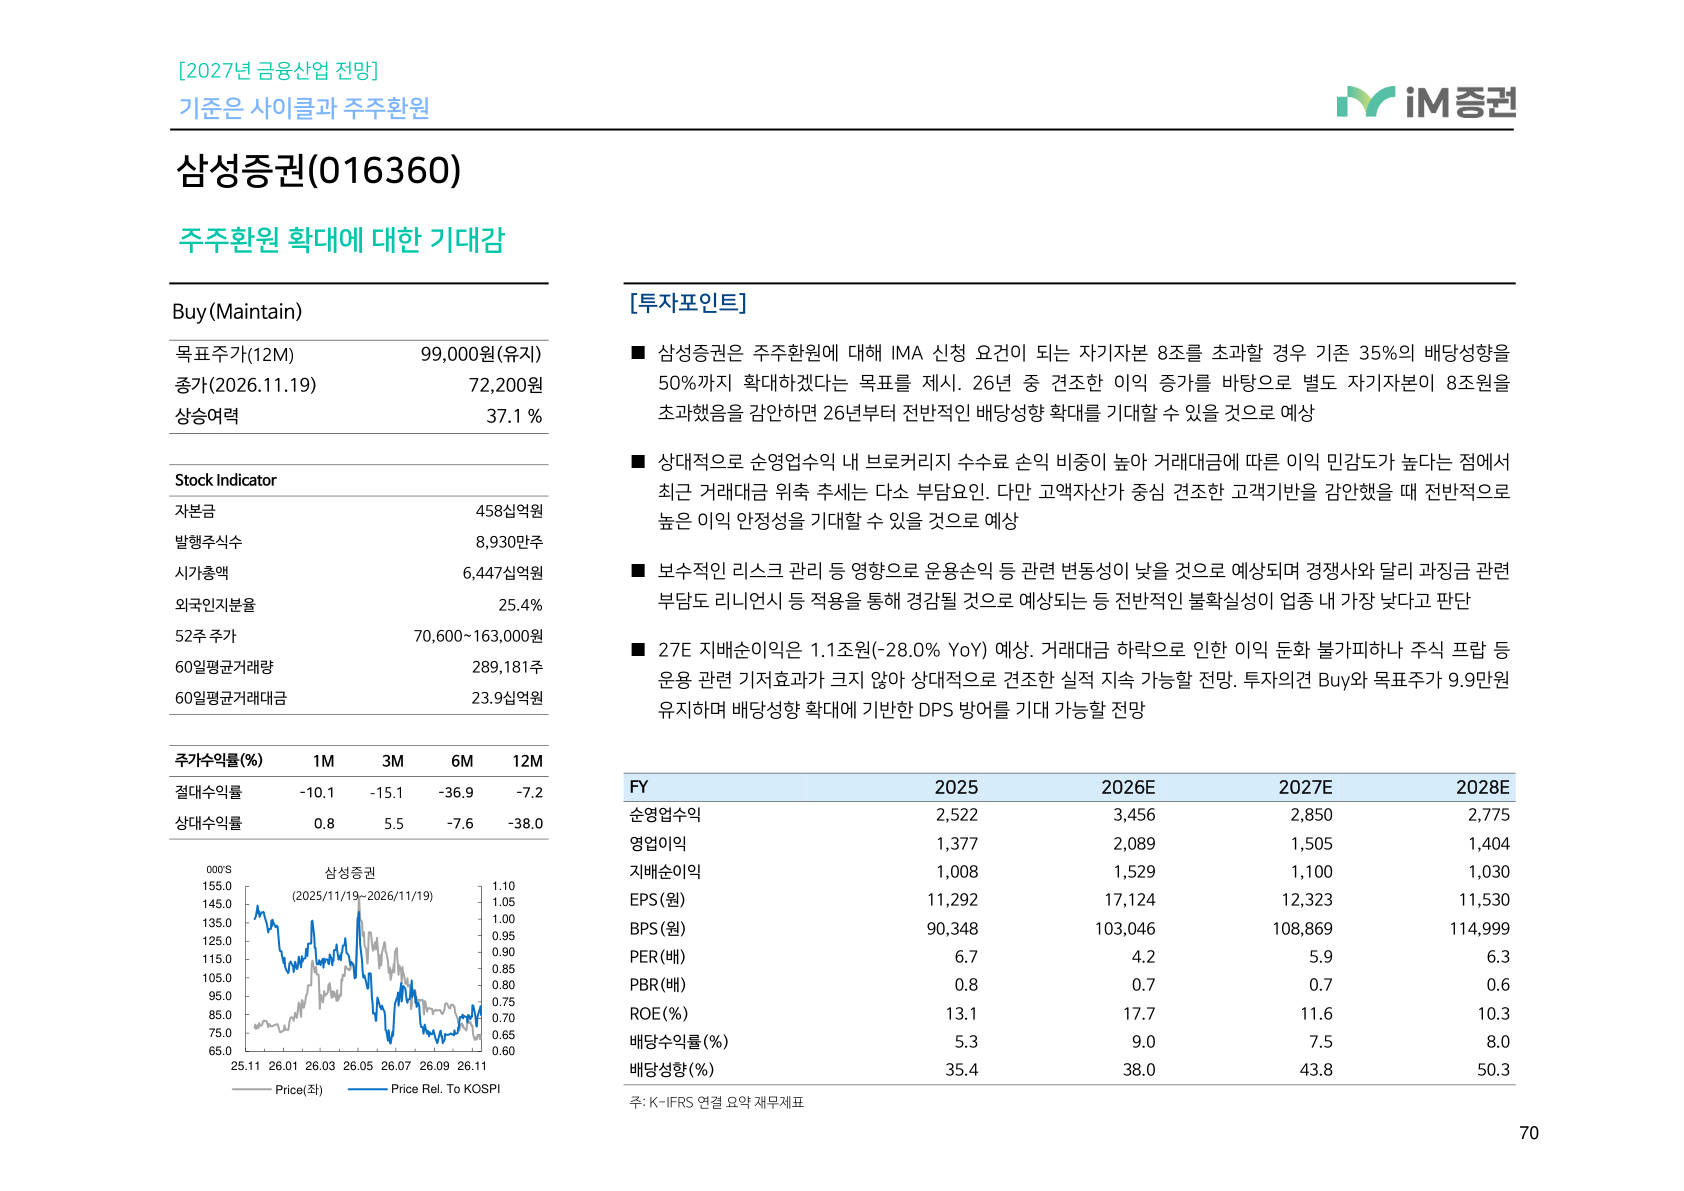 [2027년 금융산업 전망]
기준은 사이클과 주주환원
iM증권
삼성증권(016360)
주주환원 확대에 대한 기대감
Buy(Maintain)
목표주가(12M) 99,000원(유지)
종가(2026.11.19) 72,200원
상승여력 37.1 %
Stock Indicator
자본금 458십억원
발행주식수 8,930만주
시가총액 6,447십억원
외국인지분율 25.4%
52주 주가 70,600~163,000원
60일평균거래량 289,181주
60일평균거래대금 23.9십억원
주가수익률(%) 1M 3M 6M 12M
절대수익률 -10.1 -15.1 -36.9 -7.2
상대수익률 0.8 5.5 -7.6 -38.0
000'S
삼성증권
(2025/11/19~2026/11/19)
155.0 1.10
145.0 1.05
135.0 1.00
125.0 0.95
115.0 0.90
105.0 0.85
95.0 0.80
85.0 0.75
75.0 0.70
65.0 0.65
0.60
25.11 26.01 26.03 26.05 26.07 26.09 26.11
Price(좌) Price Rel. To KOSPI
[투자포인트]
■ 삼성증권은 주주환원에 대해 IMA 신청 요건이 되는 자기자본 8조를 초과할 경우 기존 35%의 배당성향을
50%까지 확대하겠다는 목표를 제시. 26년 중 견조한 이익 증가를 바탕으로 별도 자기자본이 8조원을
초과했음을 감안하면 26년부터 전반적인 배당성향 확대를 기대할 수 있을 것으로 예상
■ 상대적으로 순영업수익 내 브로커리지 수수료 손익 비중이 높아 거래대금에 따른 이익 민감도가 높다는 점에서
최근 거래대금 위축 추세는 다소 부담요인. 다만 고액자산가 중심 견조한 고객기반을 감안했을 때 전반적으로
높은 이익 안정성을 기대할 수 있을 것으로 예상
■ 보수적인 리스크 관리 등 영향으로 운용손익 등 관련 변동성이 낮을 것으로 예상되며 경쟁사와 달리 과징금 관련
부담도 리니언시 등 적용을 통해 경감될 것으로 예상되는 등 전반적인 불확실성이 업종 내 가장 낮다고 판단
■ 27E 지배순이익은 1.1조원(-28.0% YoY) 예상. 거래대금 하락으로 인한 이익 둔화 불가피하나 주식 프랍 등
운용 관련 기저효과가 크지 않아 상대적으로 견조한 실적 지속 가능할 전망. 투자의견 Buy와 목표주가 9.9만원
유지하며 배당성향 확대에 기반한 DPS 방어를 기대 가능할 전망
FY 2025 2026E 2027E 2028E
순영업수익 2,522 3,456 2,850 2,775
영업이익 1,377 2,089 1,505 1,404
지배순이익 1,008 1,529 1,100 1,030
EPS(원) 11,292 17,124 12,323 11,530
BPS(원) 90,348 103,046 108,869 114,999
PER(배) 6.7 4.2 5.9 6.3
PBR(배) 0.8 0.7 0.7 0.6
ROE(%) 13.1 17.7 11.6 10.3
배당수익률(%) 5.3 9.0 7.5 8.0
배당성향(%) 35.4 38.0 43.8 50.3
주: K-IFRS 연결 요약 재무제표
70